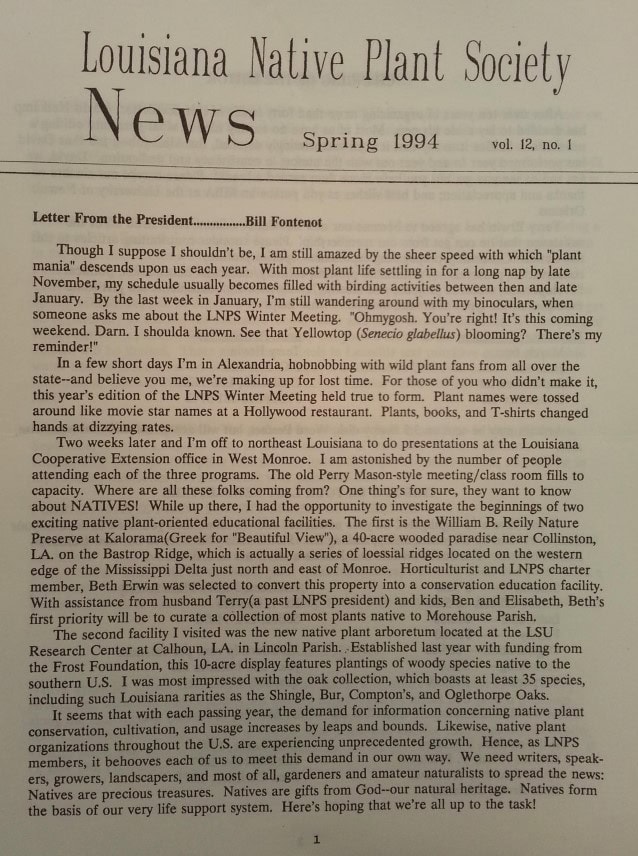 Louisiana Native Plant Society
News Spring 1994 vol. 12, no. 1
Letter From the President................Bill Fontenot
Though I suppose I shouldn't be, I am still amazed by the sheer speed with which "plant
mania" descends upon us each year. With most plant life settling in for a long nap by late
November, my schedule usually becomes filled with birding activities between then and late
January. By the last week in January, I'm still wandering around with my binoculars, when
someone asks me about the LNPS Winter Meeting. "Ohmygosh. You're right! It's this coming
weekend. Darn. I shoulda known. See that Yellowtop (Senecio glabellus) blooming? There's my
reminder!"
In a few short days I'm in Alexandria, hobnobbing with wild plant fans from all over the
state--and believe you me, we're making up for lost time. For those of you who didn't make it,
this year's edition of the LNPS Winter Meeting held true to form. Plant names were tossed
around like movie star names at a Hollywood restaurant. Plants, books, and T-shirts changed
hands at dizzying rates.
Two weeks later and I'm off to northeast Louisiana to do presentations at the Louisiana
Cooperative Extension office in West Monroe. I am astonished by the number of people
attending each of the three programs. The old Perry Mason-style meeting/class room fills to
capacity. Where are all these folks coming from? One thing's for sure, they want to know
about NATIVES! While up there, I had the opportunity to investigate the beginnings of two
exciting native plant-oriented educational facilities. The first is the William B. Reily Nature
Preserve at Kalorama(Greek for "Beautiful View"), a 40-acre wooded paradise near Collinston,
LA. on the Bastrop Ridge, which is actually a series of loessial ridges located on the western
edge of the Mississippi Delta just north and east of Monroe. Horticulturist and LNPS charter
member, Beth Erwin was selected to convert this property into a conservation education facility.
With assistance from husband Terry(a past LNPS president) and kids, Ben and Elisabeth, Beth's
first priority will be to curate a collection of most plants native to Morehouse Parish.
The second facility I visited was the new native plant arboretum located at the LSU
Research Center at Calhoun, LA. in Lincoln Parish. Established last year with funding from
the Frost Foundation, this 10-acre display features plantings of woody species native to the
southern U.S. I was most impressed with the oak collection, which boasts at least 35 species,
including such Louisiana rarities as the Shingle, Bur, Compton's, and Oglethorpe Oaks.
It seems that with each passing year, the demand for information concerning native plant
conservation, cultivation, and usage increases by leaps and bounds. Likewise, native plant
organizations throughout the U.S. are experiencing unprecedented growth. Hence, as LNPS
members, it behooves each of us to meet this demand in our own way. We need writers, speak-
ers, growers, landscapers, and most of all, gardeners and amateur naturalists to spread the news:
Natives are precious treasures. Natives are gifts from God--our natural heritage. Natives form
the basis of our very life support system. Here's hoping that we're all up to the task!
1